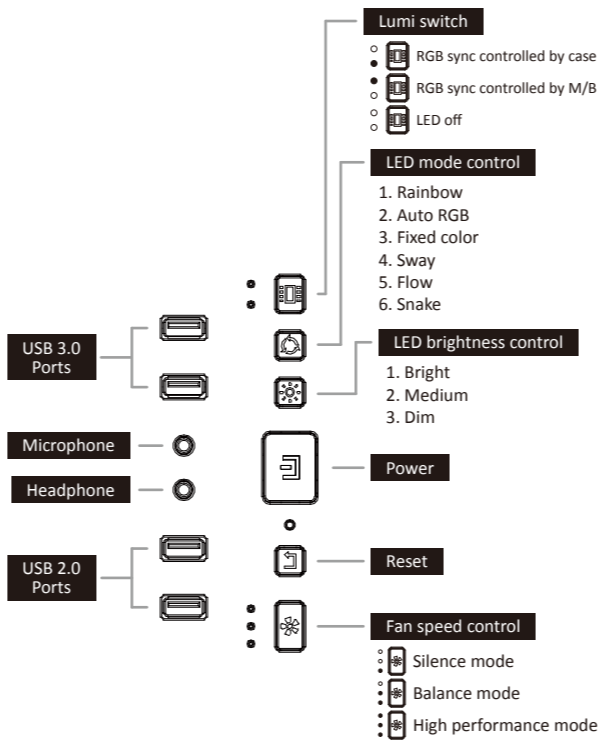 Lumi switch
RGB sync controlled by case
RGB sync controlled by M/B
LED off
LED mode control
1. Rainbow
2. Auto RGB
3. Fixed color
4. Sway
5. Flow
6. Snake
USB 3.0
Ports
LED brightness control
1. Bright
2. Medium
3. Dim
Microphone
Headphone
Power
USB 2.0
Ports
Reset
Fan speed control
Silence mode
Balance mode
High performance mode